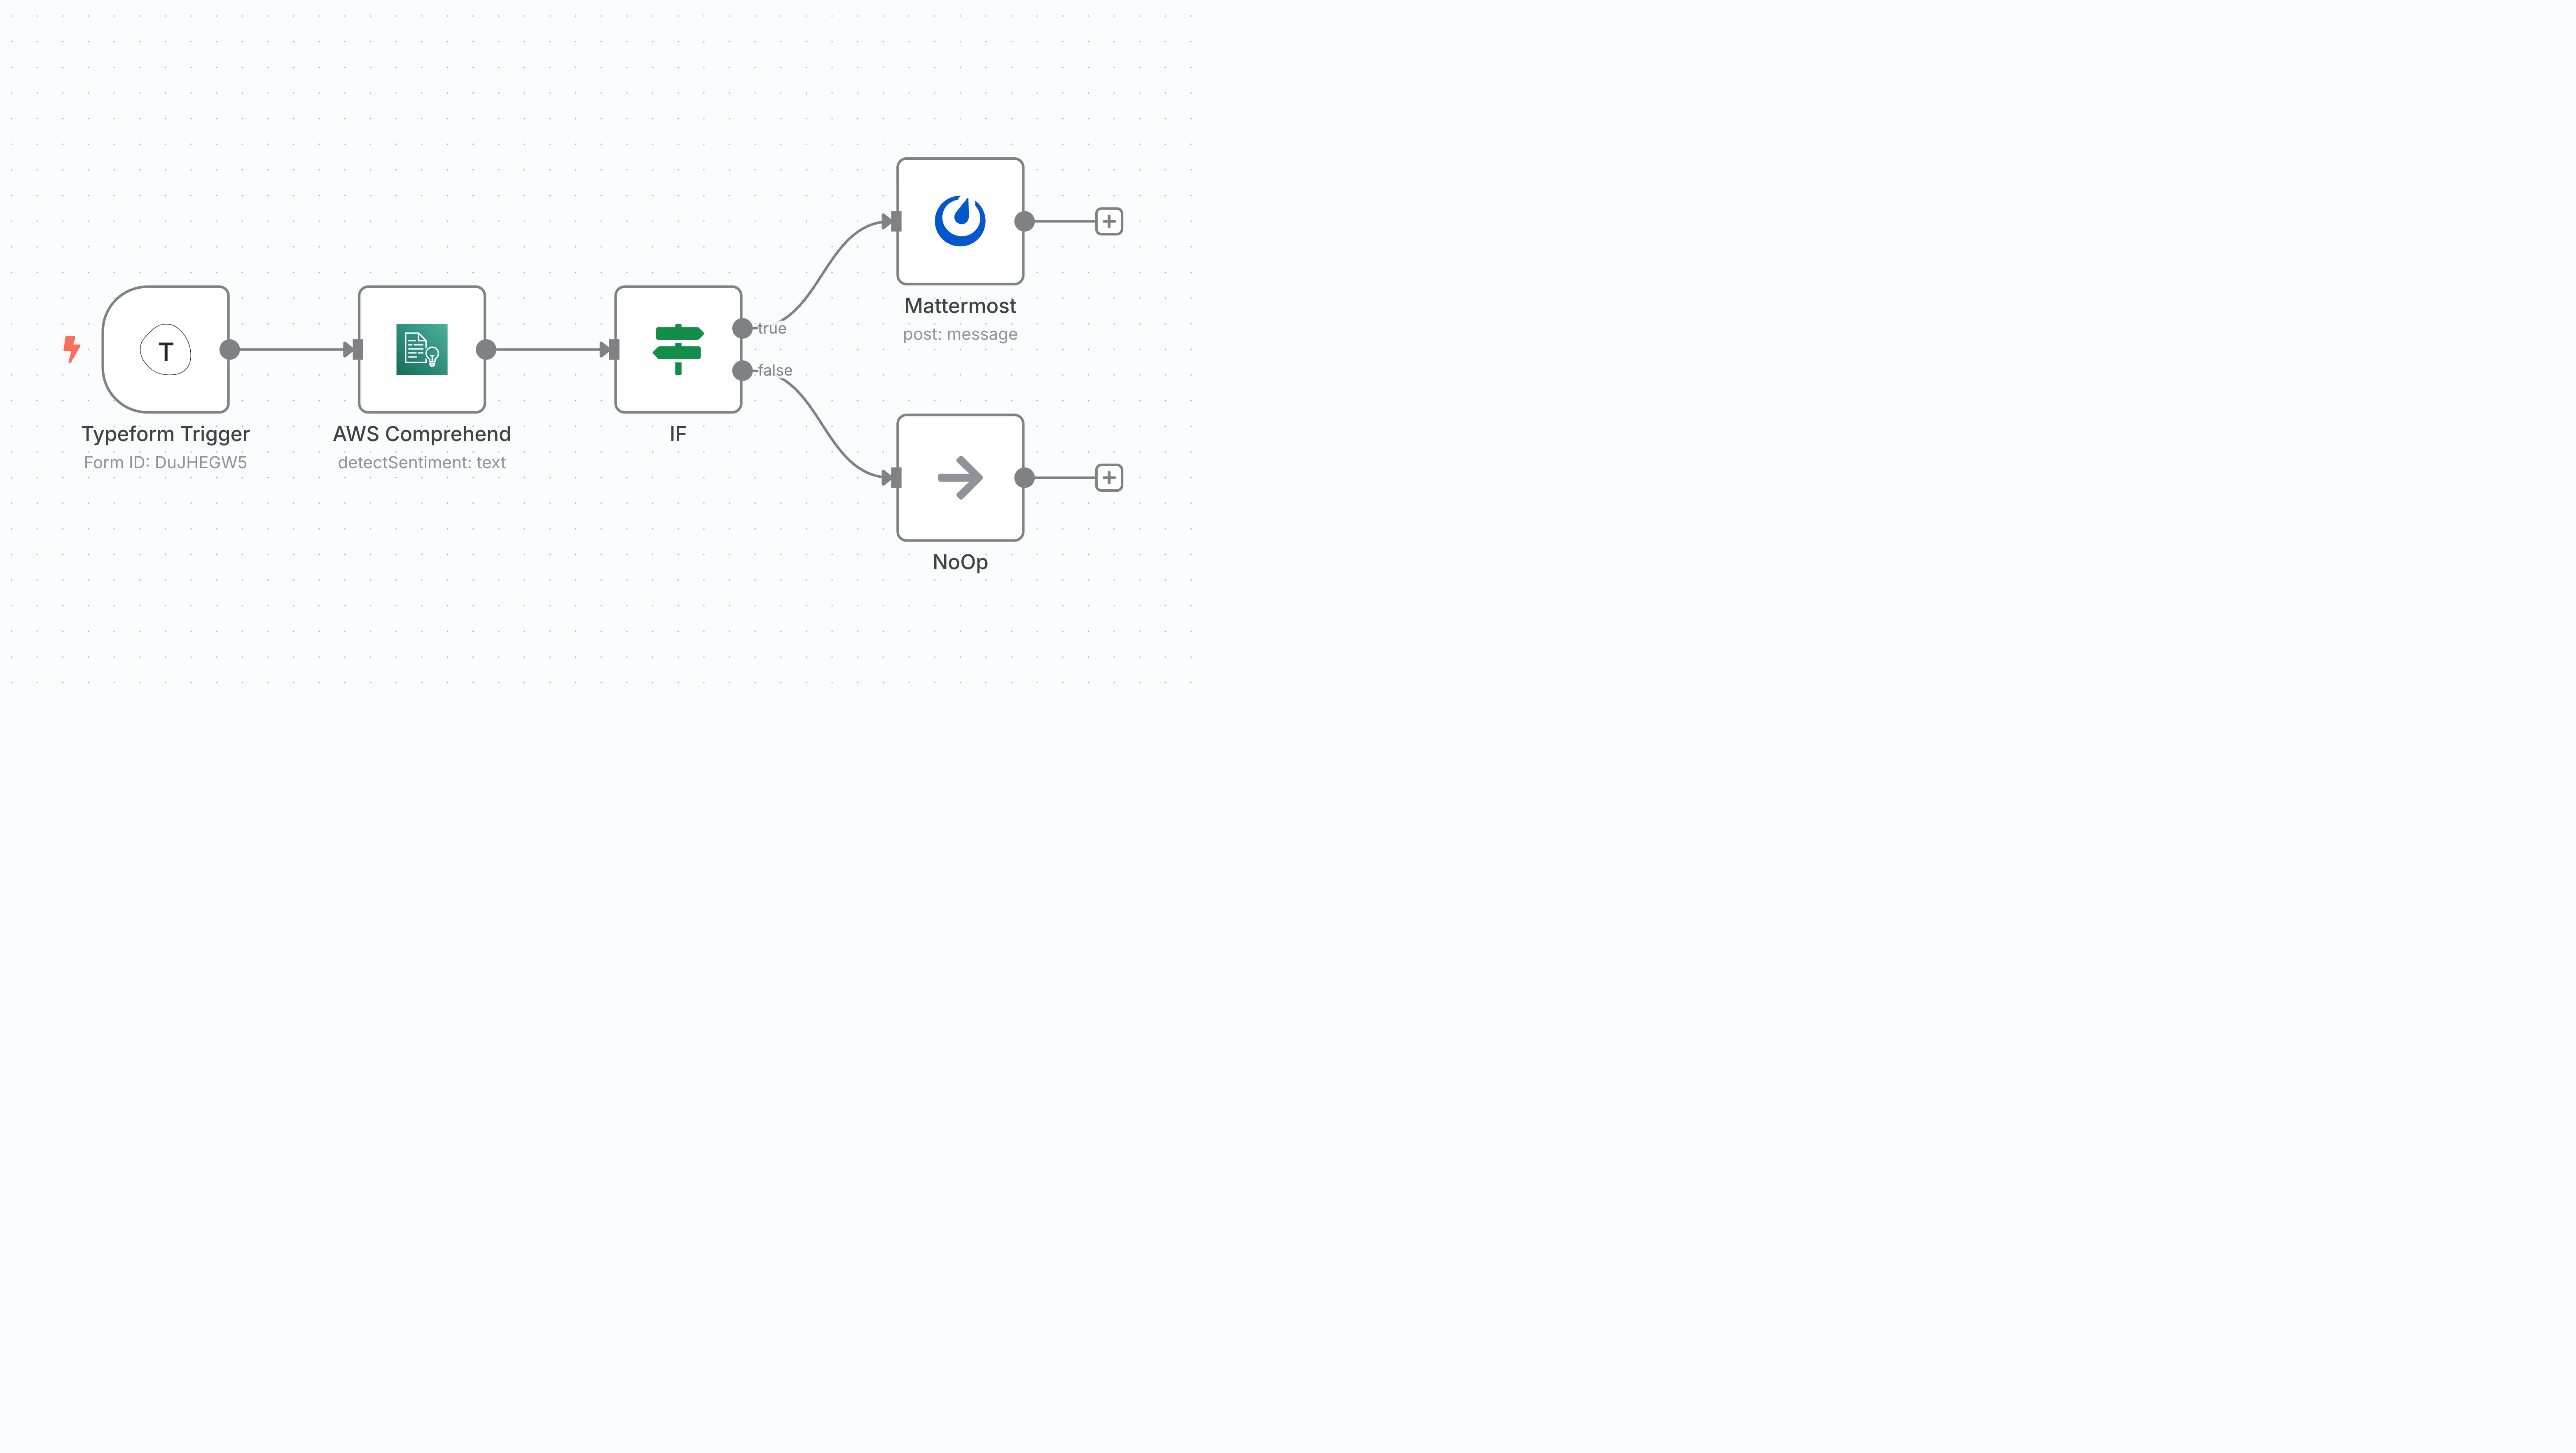 T
Typeform Trigger
Form ID: DuJHEGW5
AWS Comprehend
detectSentiment: text
IF
true
false
Mattermost
post: message
NoOp